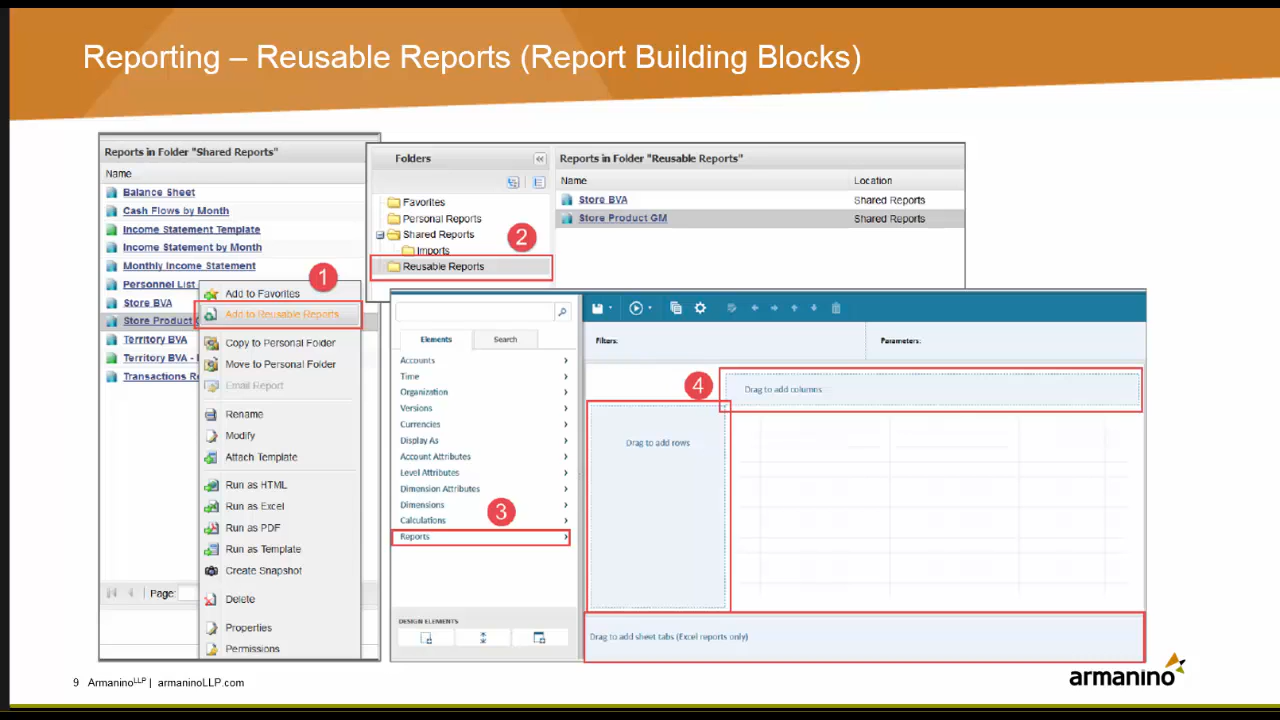 Reporting – Reusable Reports (Report Building Blocks)
Reports in Folder "Shared Reports"
Name
Balance Sheet
Cash Flows by Month
Income Statement Template
Income Statement by Month
Monthly Income Statement
Personnel List
Store BVA
Store Product
Territory BVA
Territory BVA -
Transactions Re
Page:
1
Add to Favorites
Add to Reusable Reports
Copy to Personal Folder
Move to Personal Folder
Email Report
Rename
Modify
Attach Template
Run as HTML
Run as Excel
Run as PDF
Run as Template
Create Snapshot
Delete
Properties
Permissions
Folders
Favorites
Personal Reports
Shared Reports
Imports
Reusable Reports
2
Reports in Folder "Reusable Reports"
Name Location
Store BVA Shared Reports
Store Product GM Shared Reports
Elements Search
Accounts
Time
Organization
Versions
Currencies
Display As
Account Attributes
Level Attributes
Dimension Attributes
Dimensions
Calculations
Reports
3
DESIGN ELEMENTS
Filters:
Parameters:
4
Drag to add columns
Drag to add rows
Drag to add sheet tabs (Excel reports only)
9 ArmaninoLLP | armaninoLLP.com
armanino